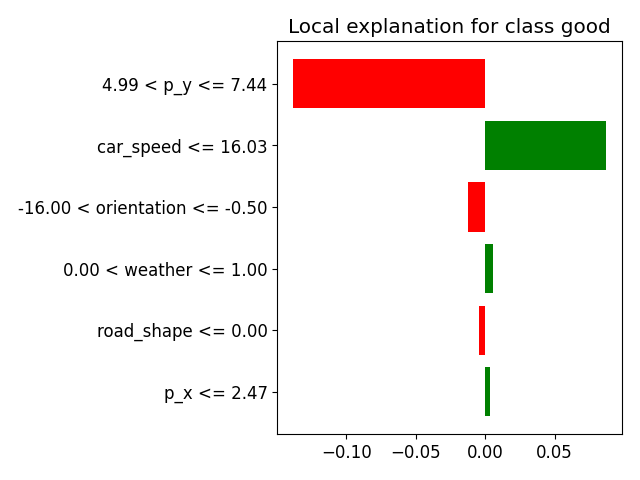 Local explanation for class good
4.99 < p_y <= 7.44
car_speed <= 16.03
-16.00 < orientation <= -0.50
0.00 < weather <= 1.00
road_shape <= 0.00
p_x <= 2.47
−0.10 −0.05 0.00 0.05